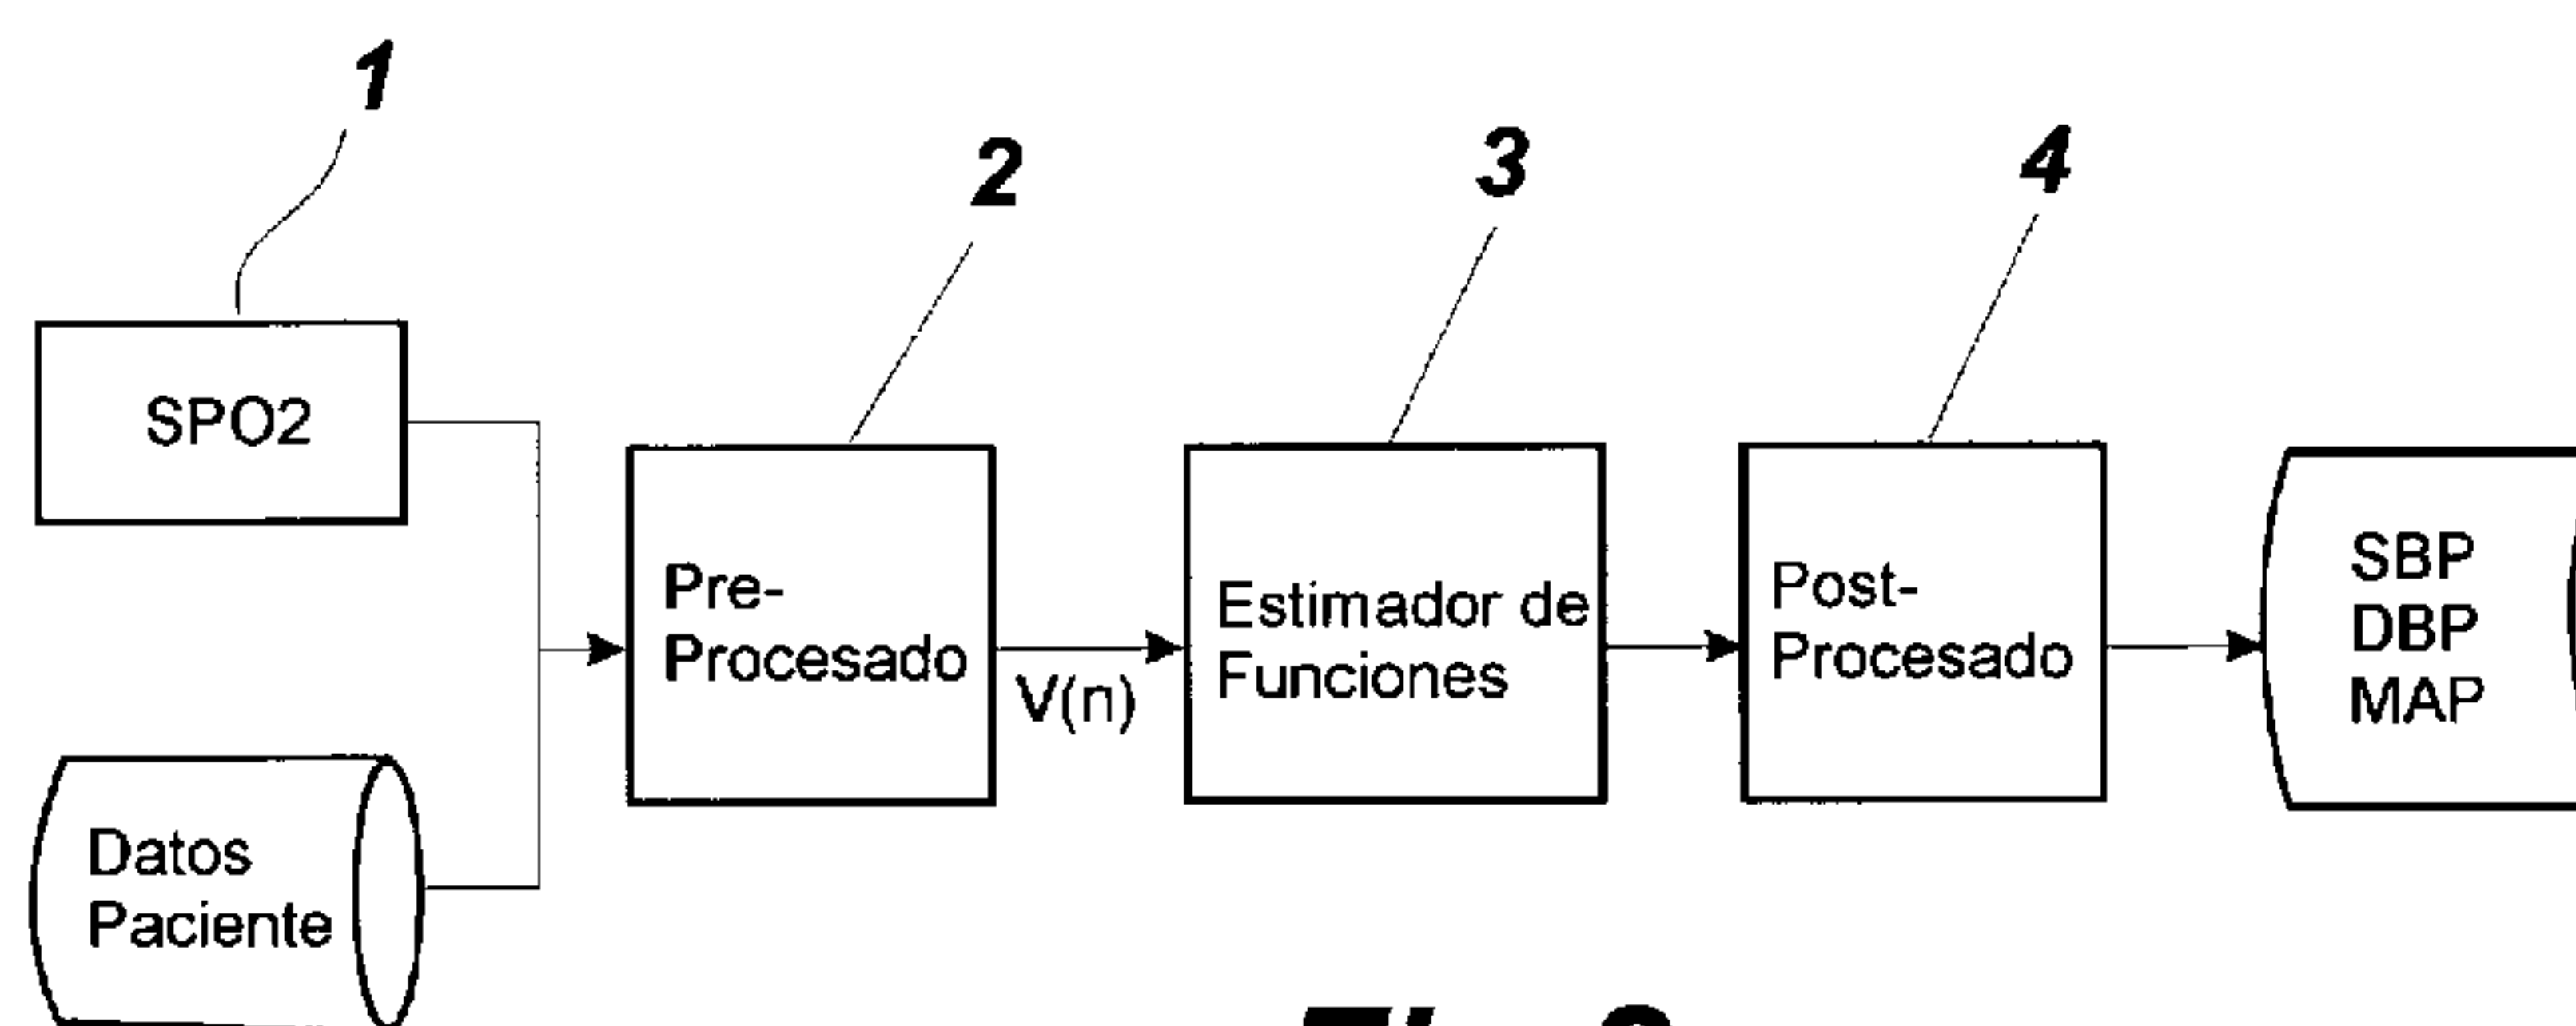 1
2
3
4
SPO2
Pre-
Procesado
V(n)
Estimador de
Funciones
Post-
Procesado
SBP
DBP
MAP
Datos
Paciente